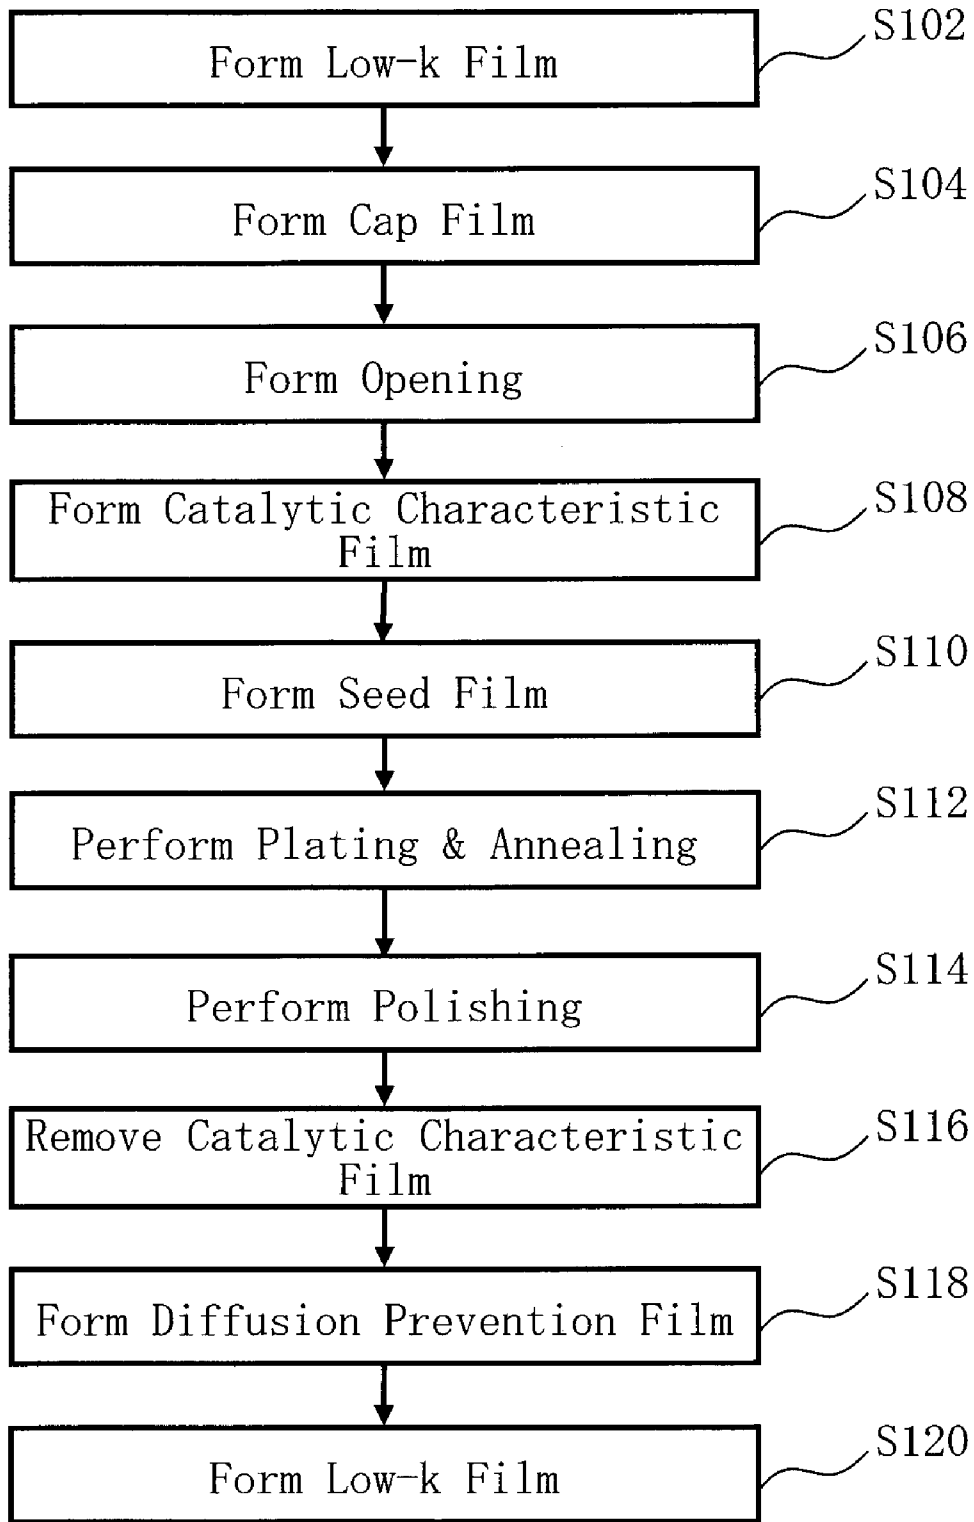 S102
Form Low-k Film
S104
Form Cap Film
S106
Form Opening
S108
Form Catalytic Characteristic
Film
S110
Form Seed Film
S112
Perform Plating & Annealing
S114
Perform Polishing
S116
Remove Catalytic Characteristic
Film
S118
Form Diffusion Prevention Film
S120
Form Low-k Film